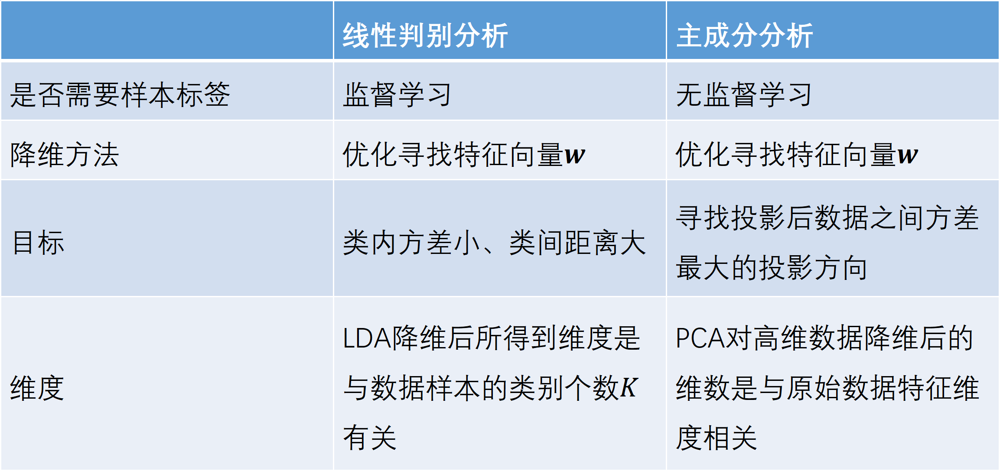 线性判别分析
主成分分析
是否需要样本标签
监督学习
无监督学习
降维方法
优化寻找特征向量w
优化寻找特征向量w
目标
类内方差小、类间距离大
寻找投影后数据之间方差
最大的投影方向
维度
LDA降维后所得到维度是
与数据样本的类别个数K
有关
PCA对高维数据降维后的
维数是与原始数据特征维
度相关